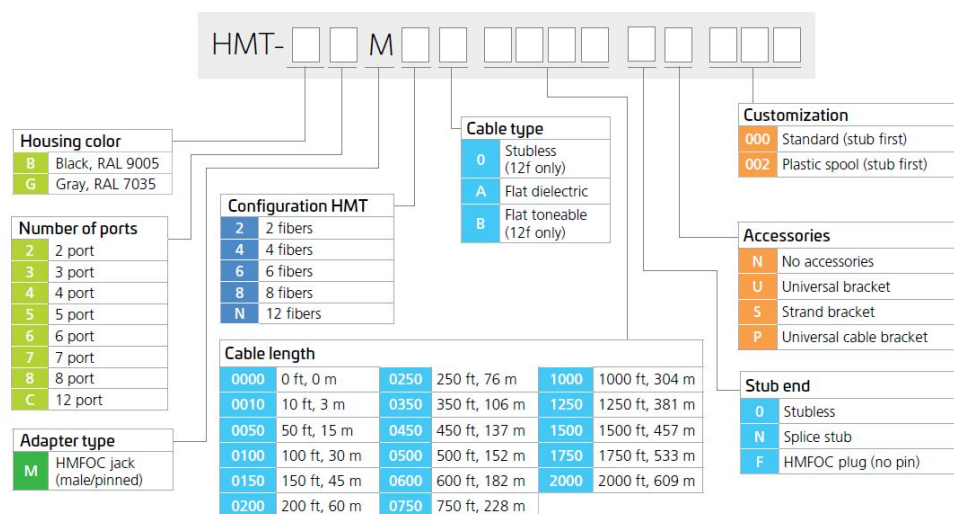 HMT- M
Housing color
B Black, RAL 9005
G Gray, RAL 7035
Number of ports
2 2 port
3 3 port
4 4 port
5 5 port
6 6 port
7 7 port
8 8 port
C 12 port
Adapter type
M HMFOC jack
(male/pinned)
Configuration HMT
2 2 fibers
4 4 fibers
6 6 fibers
8 8 fibers
N 12 fibers
Cable type
0 Stubless
(12f only)
A Flat dielectric
B Flat toneable
(12f only)
Cable length
0000 0 ft, 0 m 0250 250 ft, 76 m 1000 1000 ft, 304 m
0010 10 ft, 3 m 0350 350 ft, 106 m 1250 1250 ft, 381 m
0050 50 ft, 15 m 0450 450 ft, 137 m 1500 1500 ft, 457 m
0100 100 ft, 30 m 0500 500 ft, 152 m 1750 1750 ft, 533 m
0150 150 ft, 45 m 0600 600 ft, 182 m 2000 2000 ft, 609 m
0200 200 ft, 60 m 0750 750 ft, 228 m
Customization
000 Standard (stub first)
002 Plastic spool (stub first)
Accessories
N No accessories
U Universal bracket
S Strand bracket
P Universal cable bracket
Stub end
0 Stubless
N Splice stub
F HMFOC plug (no pin)